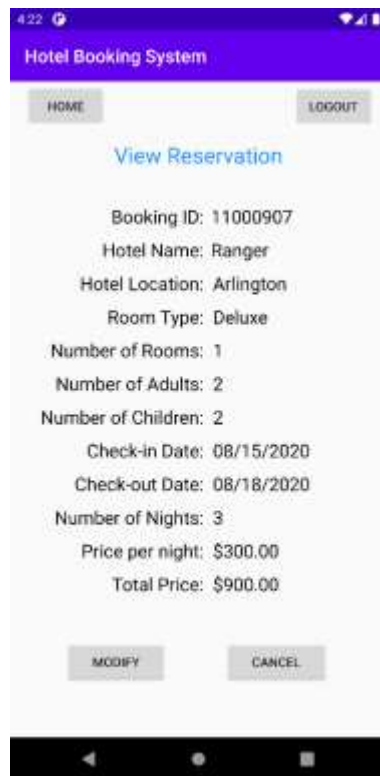 4:22
Hotel Booking System
HOME LOGOUT
View Reservation
Booking ID: 11000907
Hotel Name: Ranger
Hotel Location: Arlington
Room Type: Deluxe
Number of Rooms: 1
Number of Adults: 2
Number of Children: 2
Check-in Date: 08/15/2020
Check-out Date: 08/18/2020
Number of Nights: 3
Price per night: $300.00
Total Price: $900.00
MODIFY CANCEL